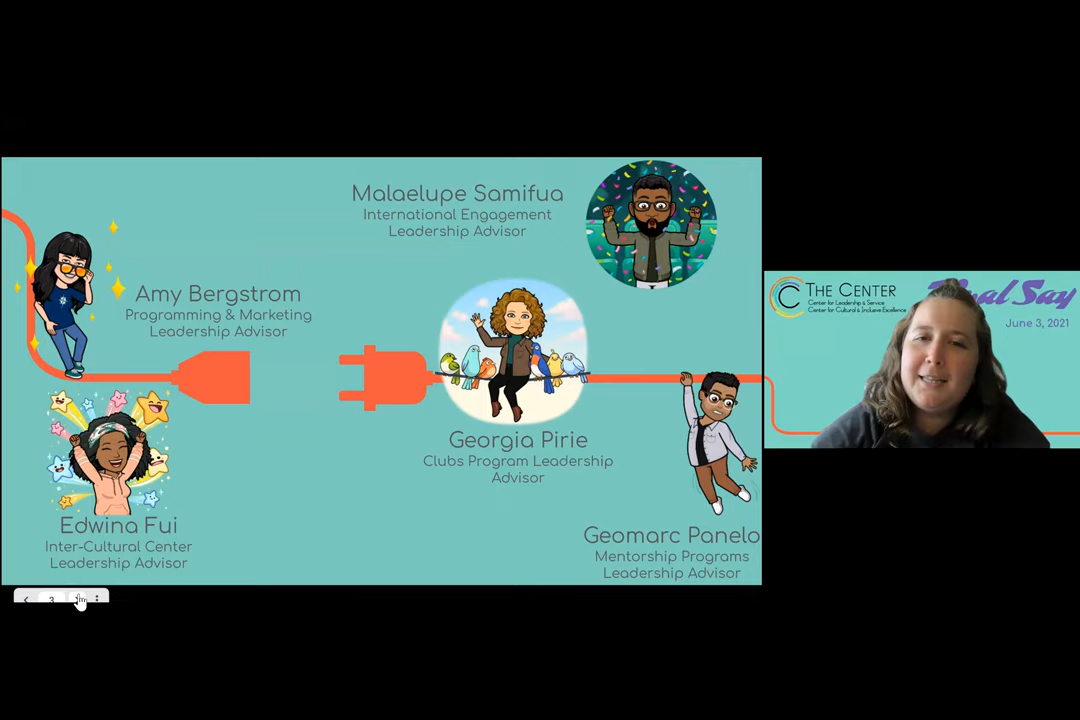 Malaelupe Samifua
International Engagement
Leadership Advisor
Amy Bergstrom
Programming & Marketing
Leadership Advisor
Georgia Pirie
Clubs Program Leadership
Advisor
Edwina Fui
Inter-Cultural Center
Leadership Advisor
Geomarc Panelo
Mentorship Programs
Leadership Advisor
3
THE CENTER
Center for Leadership & Service
Center for Cultural & Inclusive Excellence
Say
June 3, 2021